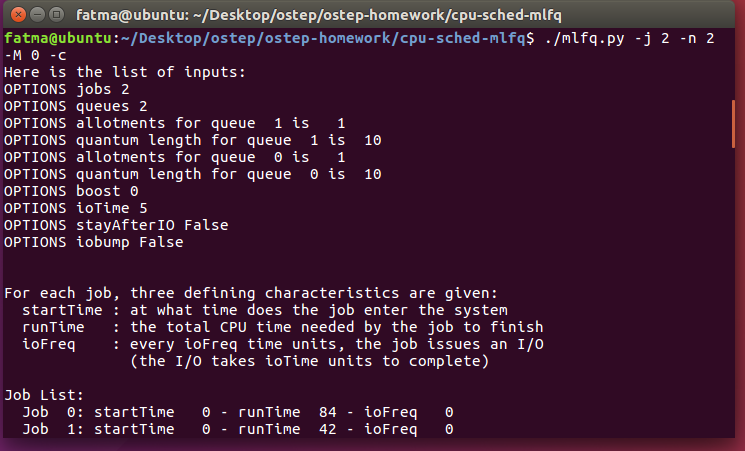 fatma@ubuntu: ~/Desktop/ostep/ostep-homework/cpu-sched-mlfq
fatma@ubuntu:~/Desktop/ostep/ostep-homework/cpu-sched-mlfq$ ./mlfq.py -j 2 -n 2
-M 0 -c
Here is the list of inputs:
OPTIONS jobs 2
OPTIONS queues 2
OPTIONS allotments for queue  1 is   1
OPTIONS quantum length for queue  1 is  10
OPTIONS allotments for queue  0 is   1
OPTIONS quantum length for queue  0 is  10
OPTIONS boost 0
OPTIONS ioTime 5
OPTIONS stayAfterIO False
OPTIONS iobump False
For each job, three defining characteristics are given:
  startTime : at what time does the job enter the system
  runTime   : the total CPU time needed by the job to finish
  ioFreq    : every ioFreq time units, the job issues an I/O
              (the I/O takes ioTime units to complete)
Job List:
  Job  0: startTime   0 - runTime  84 - ioFreq   0
  Job  1: startTime   0 - runTime  42 - ioFreq   0